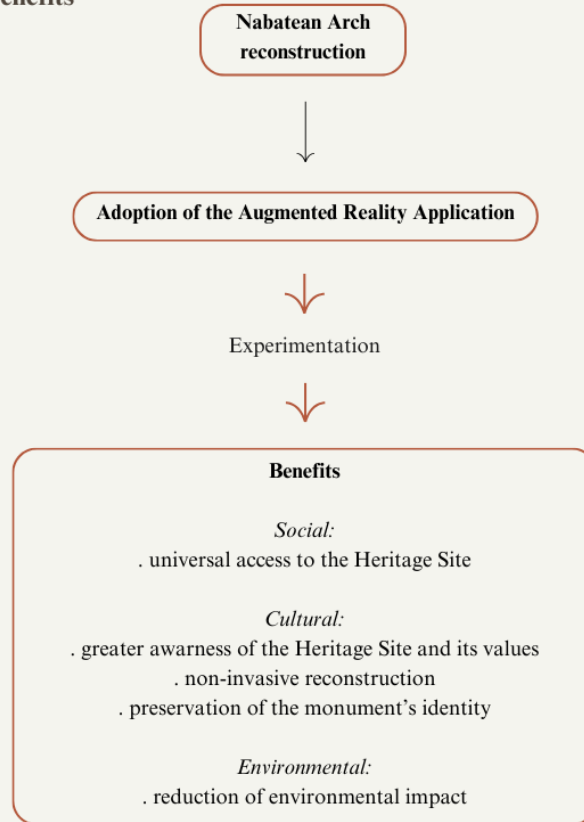 Nabatean Arch
reconstruction
Adoption of the Augmented Reality Application
Experimentation
Benefits
Social:
. universal access to the Heritage Site
Cultural:
. greater awarness of the Heritage Site and its values
. non-invasive reconstruction
. preservation of the monument's identity
Environmental:
. reduction of environmental impact